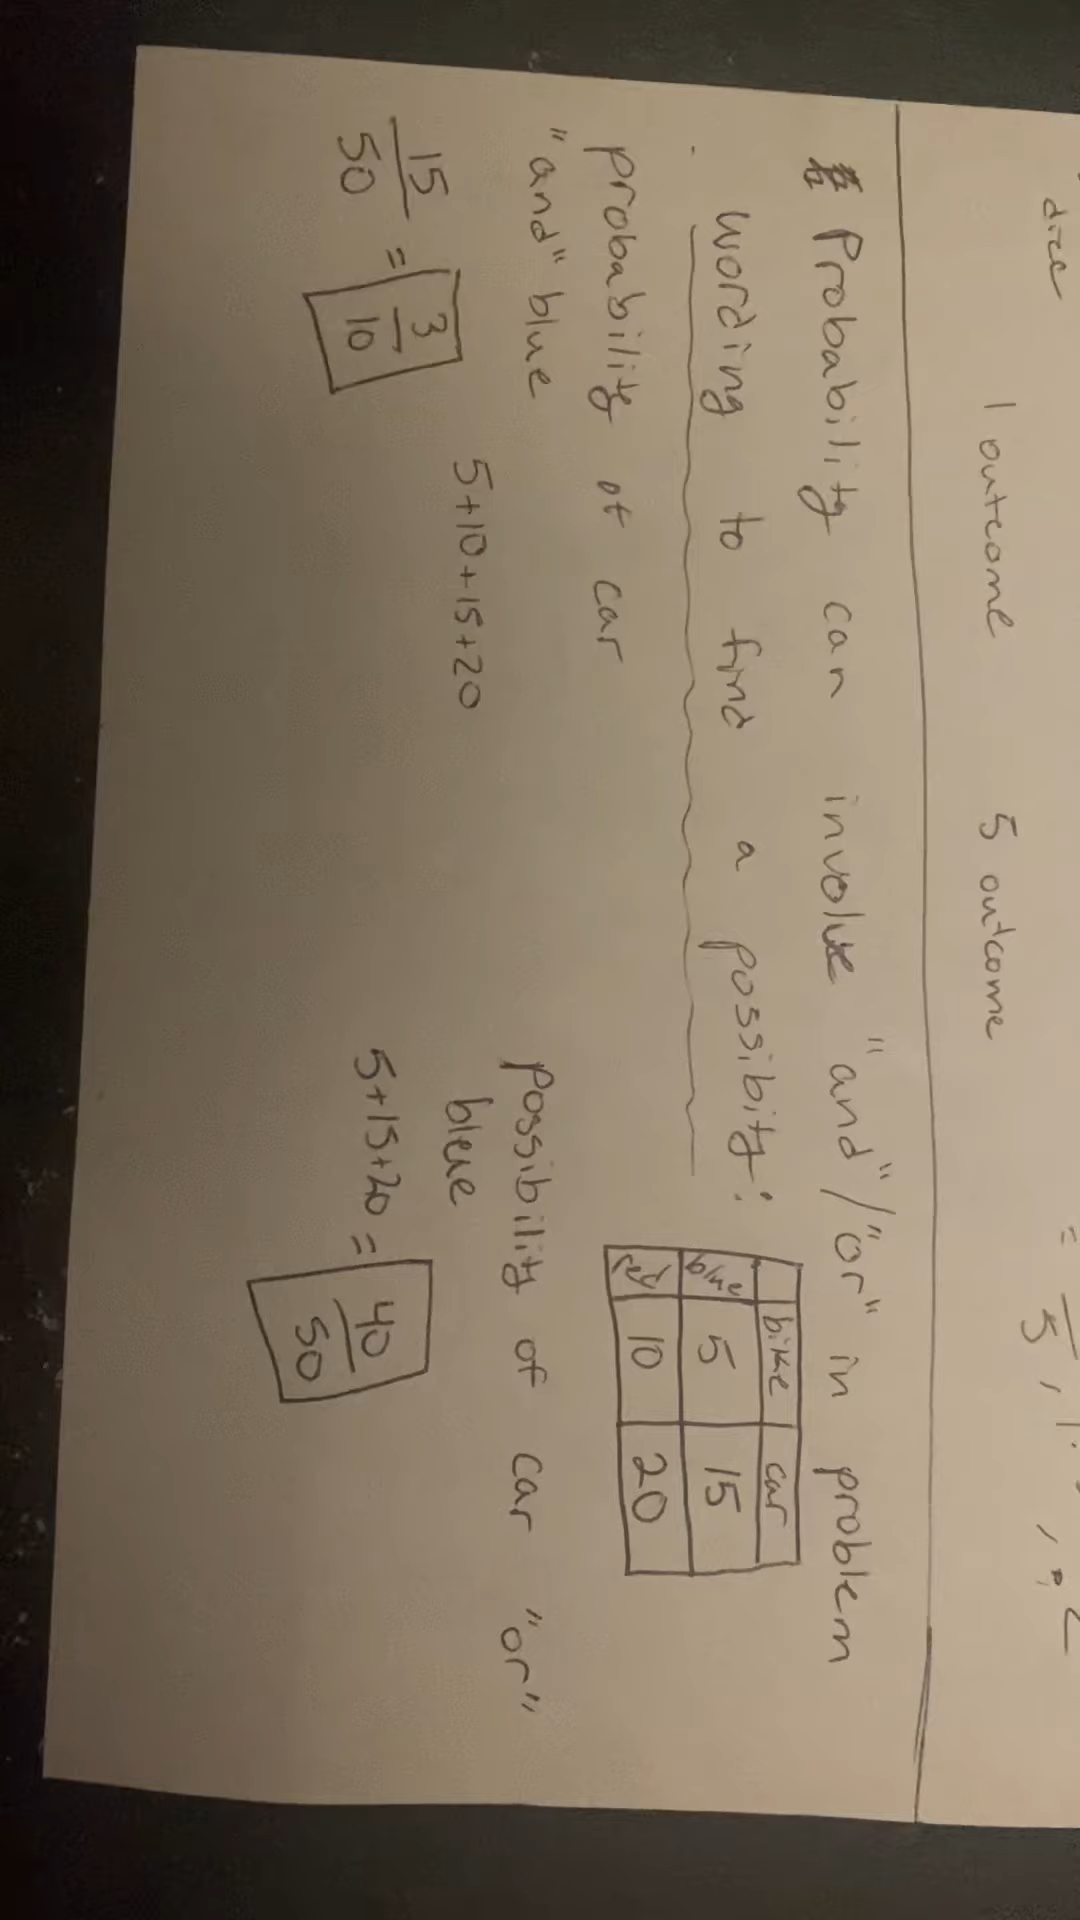 dice
1 outcome 5 outcome
Probability can involve "and"/"or" in problem
wording to find a possibity:
bike car
blue 5 15
red 10 20
probability of car
"and" blue
15/50 = 3/10
5+10+15+20
possibility of car "or"
blue
5+15+20 = 40/50